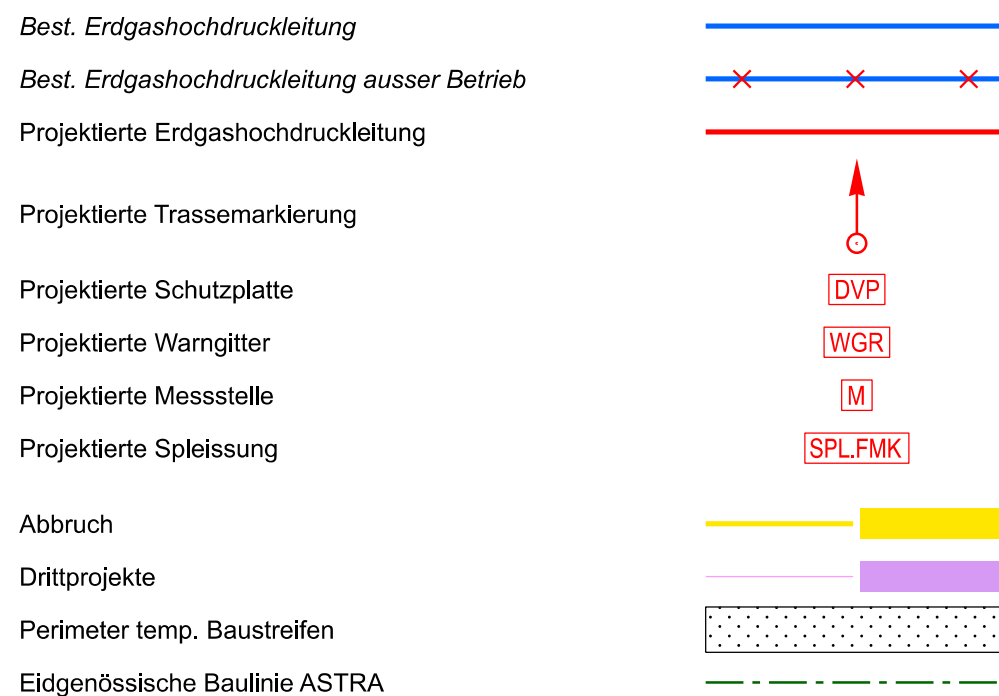 Best. Erdgashochdruckleitung
Best. Erdgashochdruckleitung ausser Betrieb
Projektierte Erdgashochdruckleitung
Projektierte Trassemarkierung
Projektierte Schutzplatte DVP
Projektierte Warngitter WGR
Projektierte Messstelle M
Projektierte Spleissung SPL.FMK
Abbruch
Drittprojekte
Perimeter temp. Baustreifen
Eidgenössische Baulinie ASTRA